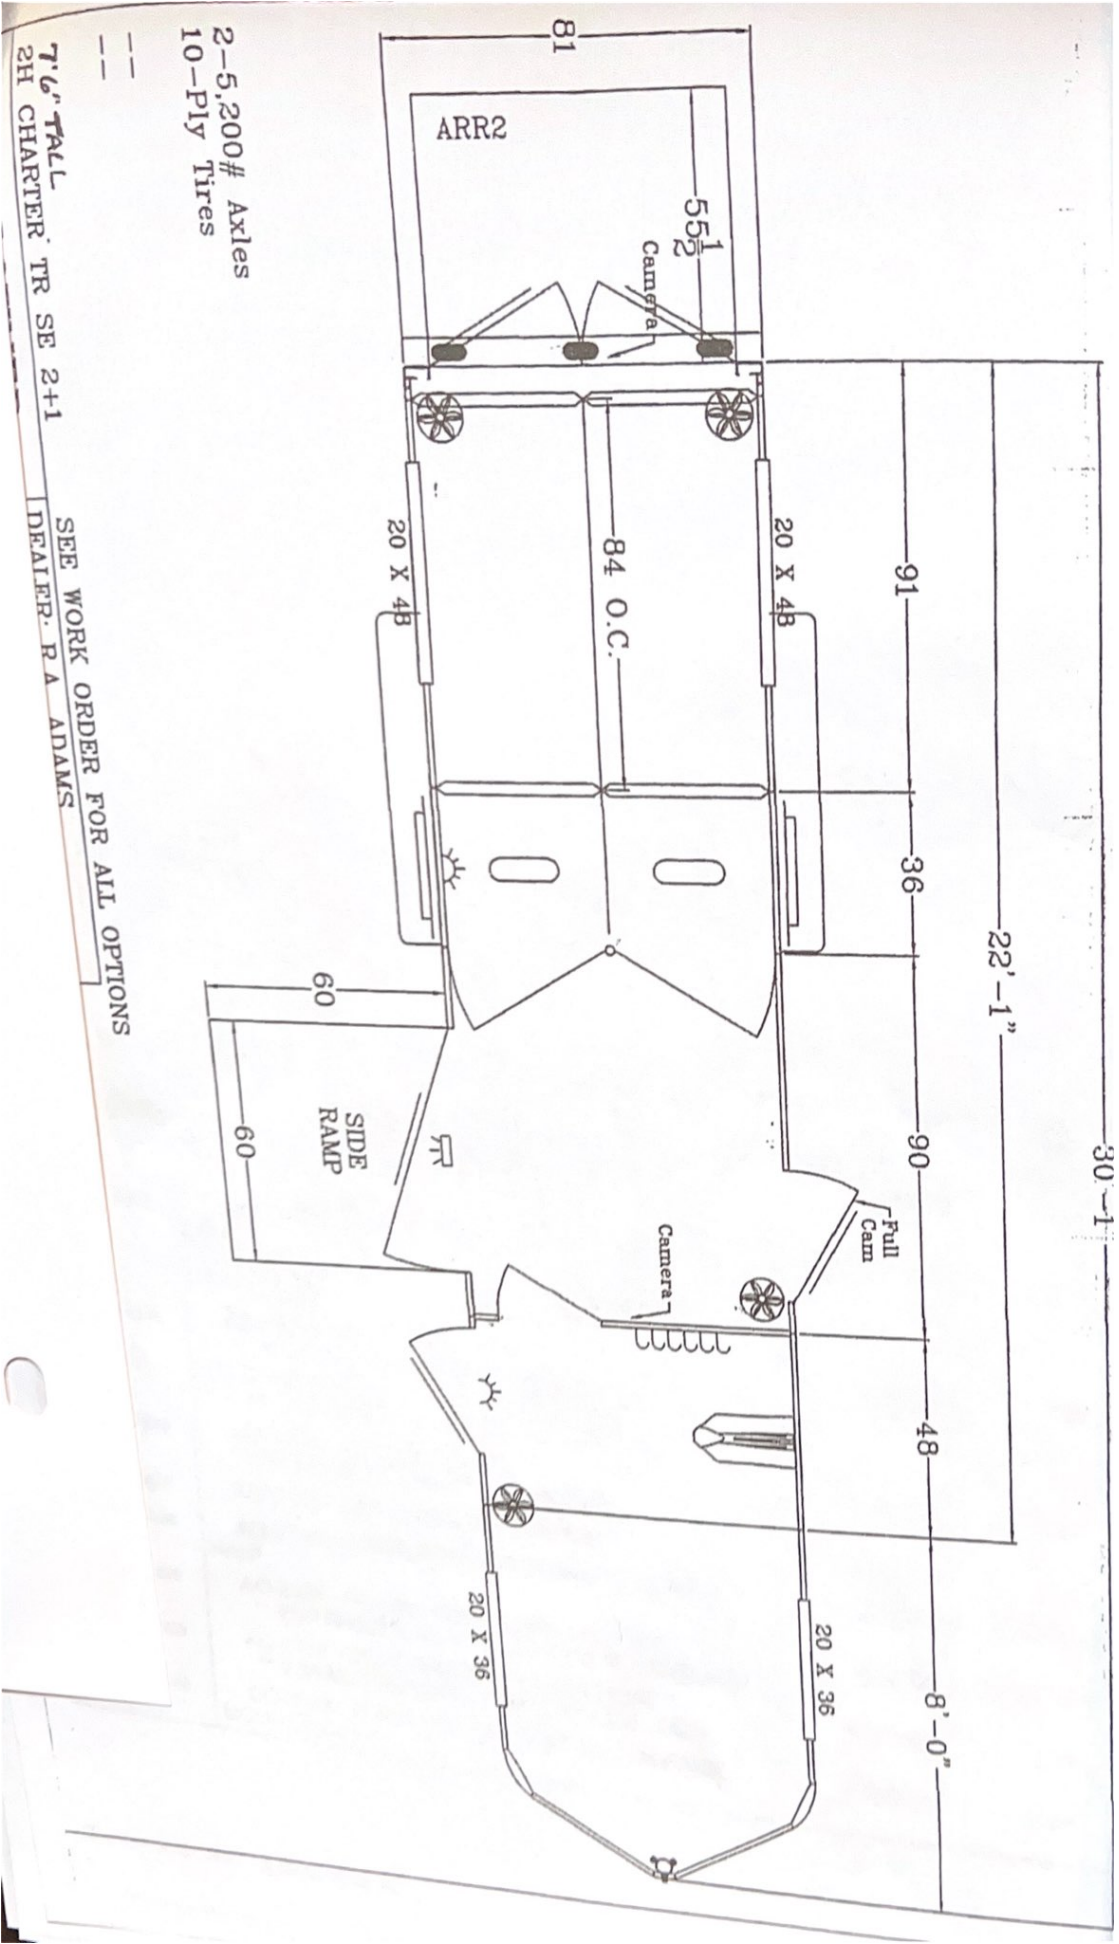 30'-1"
22'-1"
91
36
90
48
8'-0"
81
ARR2
55 1/2
Camera
20 X 48
20 X 48
84 O.C.
Full
Cam
Camera
20 X 36
20 X 36
60
60
SIDE
RAMP
2-5,200# Axles
10-Ply Tires
--
--
7'6" TALL
2H CHARTER TR SE 2+1
SEE WORK ORDER FOR ALL OPTIONS
DEALER: R A ADAMS